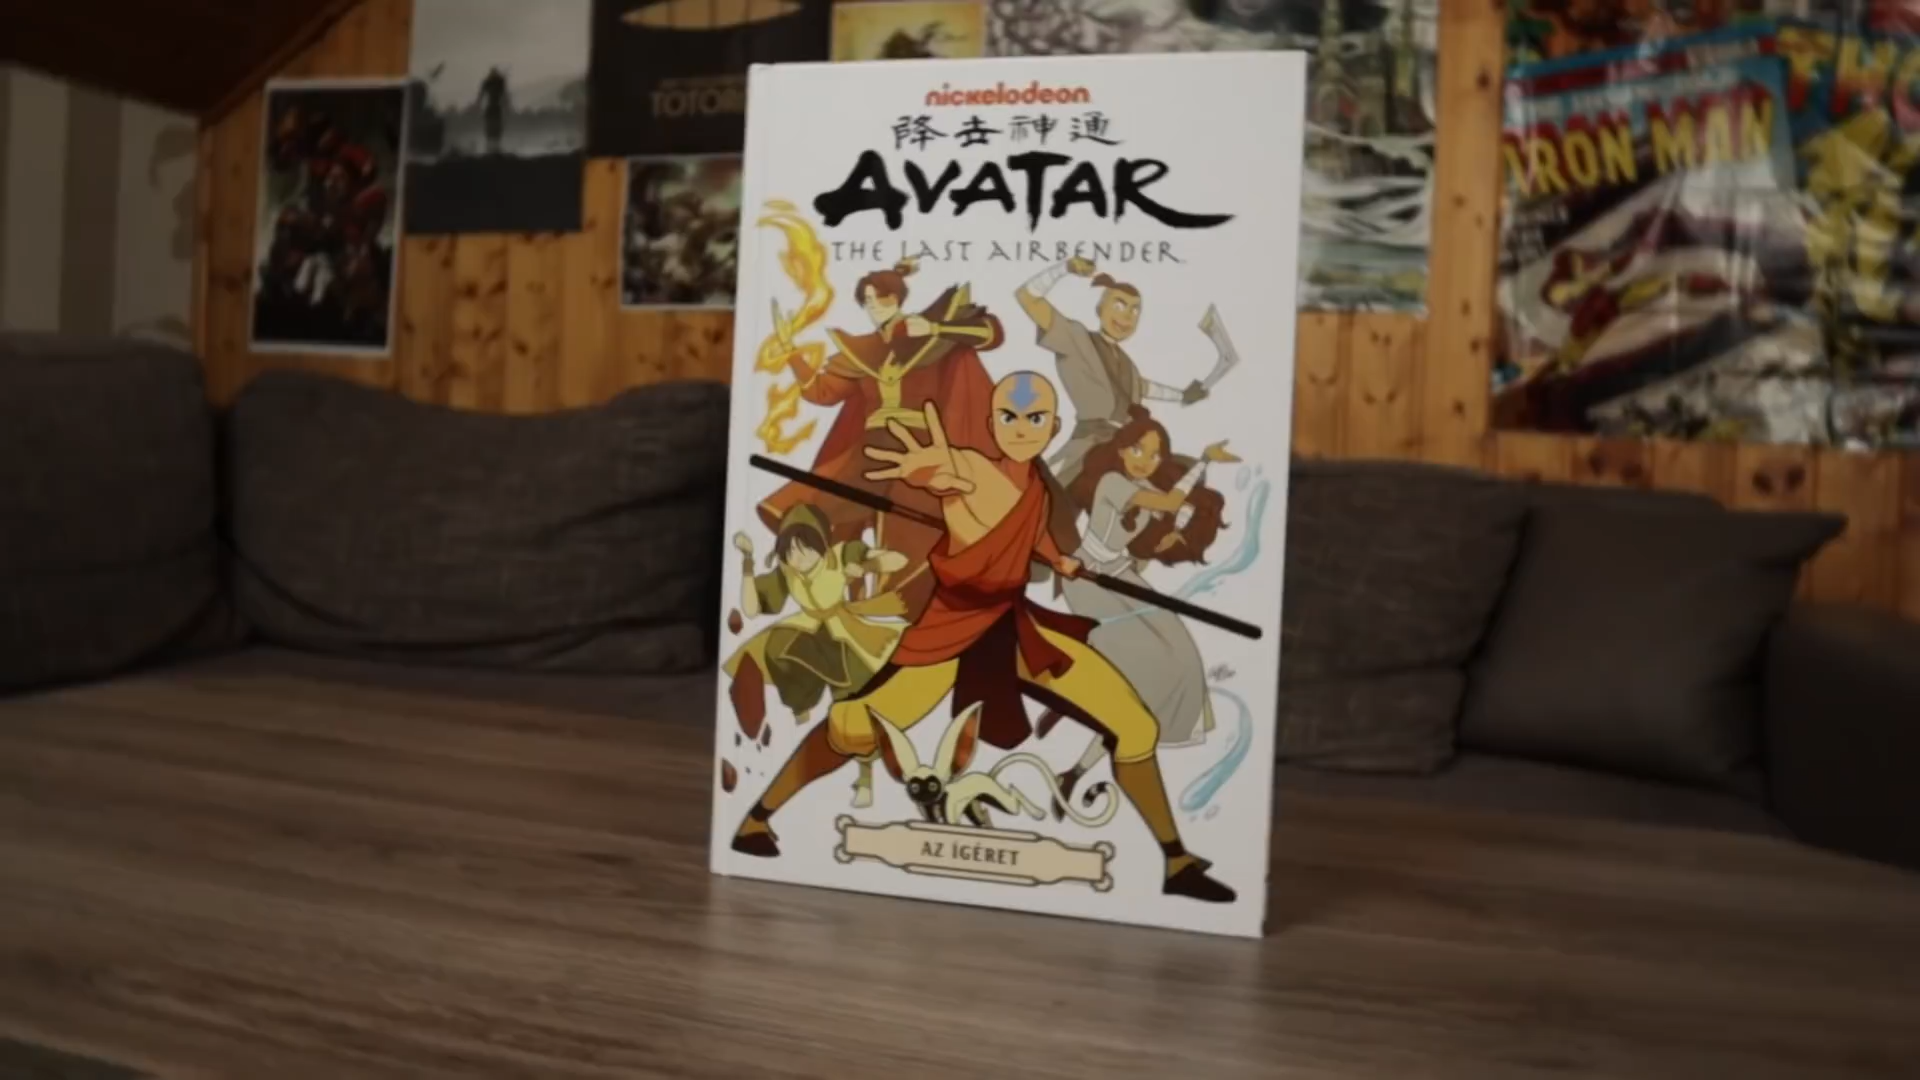 nickelodeon
降去神通
AVATAR
THE LAST AIRBENDER
AZ ÍGÉRET
TOTORO
IRON MAN